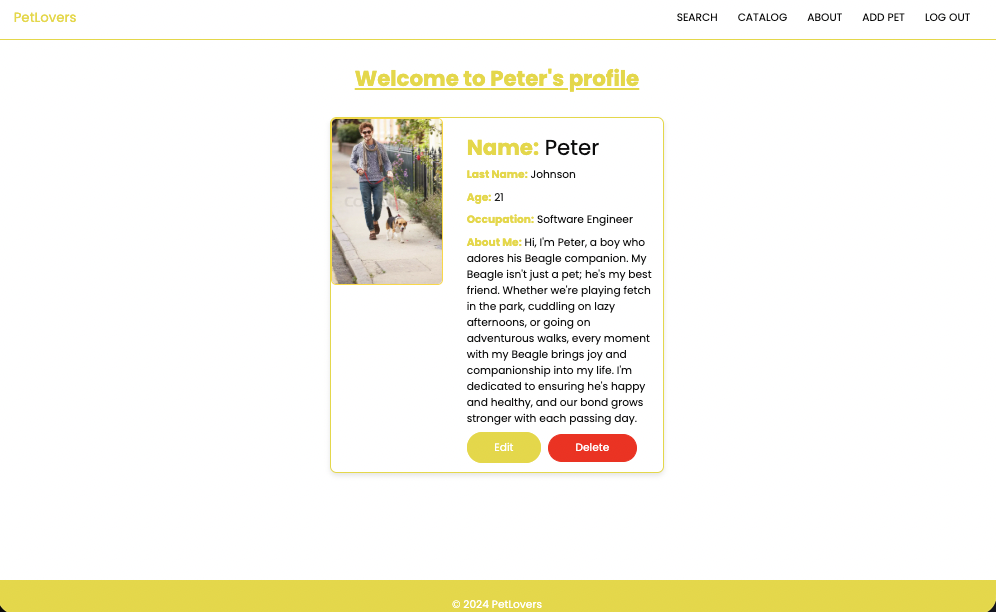 PetLovers
SEARCH CATALOG ABOUT ADD PET LOG OUT
Welcome to Peter's profile
Name: Peter
Last Name: Johnson
Age: 21
Occupation: Software Engineer
About Me: Hi, I'm Peter, a boy who
adores his Beagle companion. My
Beagle isn't just a pet; he's my best
friend. Whether we're playing fetch
in the park, cuddling on lazy
afternoons, or going on
adventurous walks, every moment
with my Beagle brings joy and
companionship into my life. I'm
dedicated to ensuring he's happy
and healthy, and our bond grows
stronger with each passing day.
Edit Delete
© 2024 PetLovers